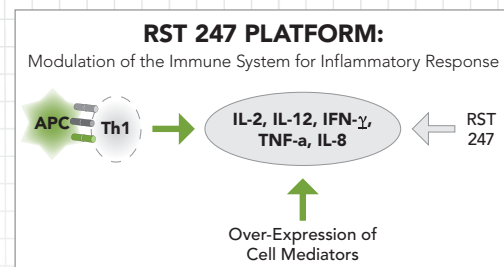 RST 247 PLATFORM:
Modulation of the Immune System for Inflammatory Response
APC
Th1
IL-2, IL-12, IFN-γ,
TNF-a, IL-8
RST
247
Over-Expression of
Cell Mediators